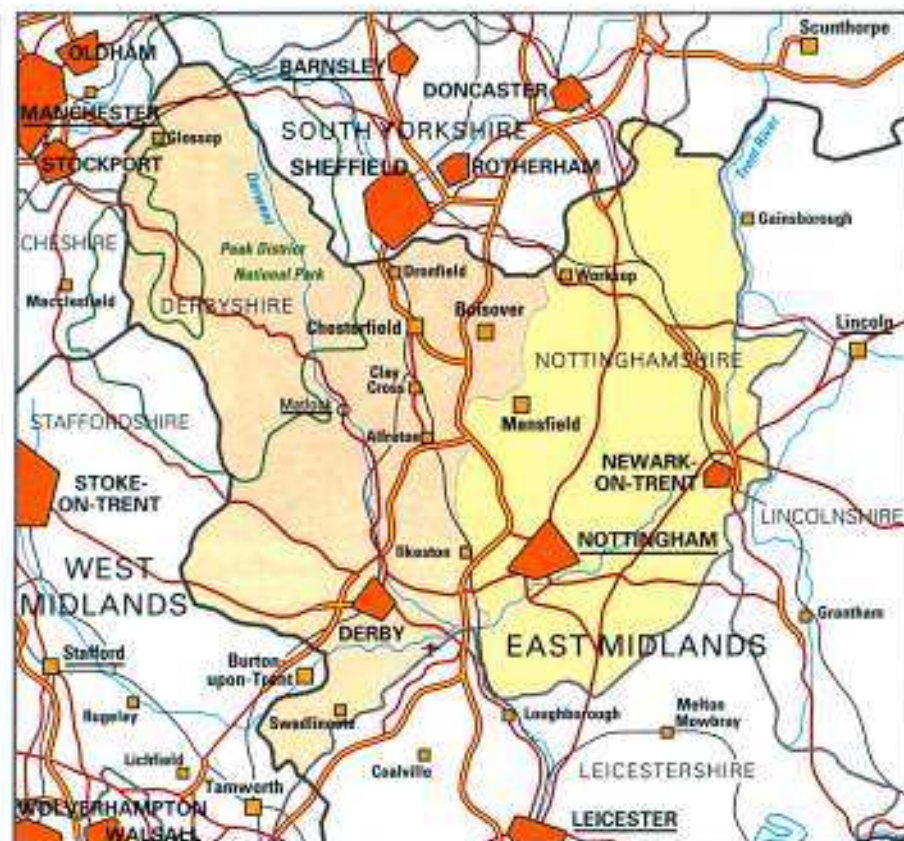 Scunthorpe
OLDHAM
BARNSLEY
DONCASTER
MANCHESTER
SOUTH YORKSHIRE
Glossop
STOCKPORT
SHEFFIELD
ROTHERHAM
Trent River
Derwent
Gainsborough
CHESHIRE
Peak District
National Park
Dronfield
Worksop
Macclesfield
DERBYSHIRE
Bolsover
Chesterfield
Lincoln
NOTTINGHAMSHIRE
Clay
Cross
Matlock
STAFFORDSHIRE
Mansfield
Alfreton
NEWARK-
ON-TRENT
STOKE-
ON-TRENT
LINCOLNSHIRE
NOTTINGHAM
Ilkeston
WEST
MIDLANDS
Grantham
DERBY
EAST MIDLANDS
Stafford
Burton-
upon-Trent
Rugeley
Swadlincote
Loughborough
Melton
Mowbray
Lichfield
Coalville
LEICESTERSHIRE
Tamworth
WOLVERHAMPTON
WALSALL
LEICESTER